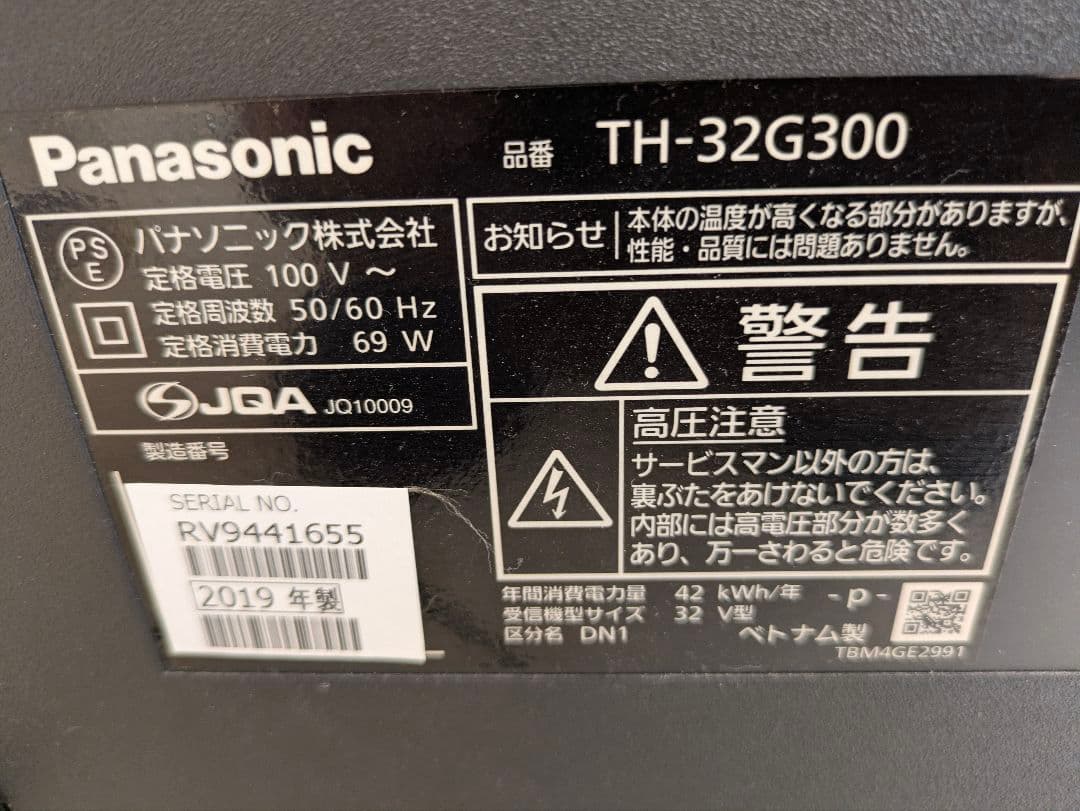 Panasonic
品番 TH-32G300
PS
E
パナソニック株式会社
定格電圧 100 V ～
定格周波数 50/60 Hz
定格消費電力 69 W
JQA JQ10009
製造番号
SERIAL NO.
RV9441655
2019 年製
お知らせ
本体の温度が高くなる部分がありますが、
性能・品質には問題ありません。
警告
高圧注意
サービスマン以外の方は、
裏ぶたをあけないでください。
内部には高電圧部分が数多く
あり、万一さわると危険です。
年間消費電力量 42 kWh/年 -p-
受信機型サイズ 32 V型
区分名 DN1 ベトナム製
TBM4GE2991